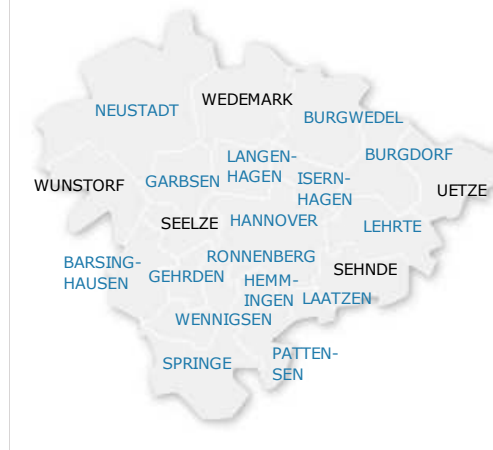 WEDEMARK
NEUSTADT
BURGWEDEL
LANGEN-
HAGEN
BURGDORF
WUNSTORF
GARBSEN
ISERN-
HAGEN
UETZE
SEELZE
HANNOVER
LEHRTE
BARSING-
HAUSEN
GEHRDEN
RONNENBERG
SEHNDE
HEMM-
INGEN
LAATZEN
WENNIGSEN
SPRINGE
PATTEN-
SEN